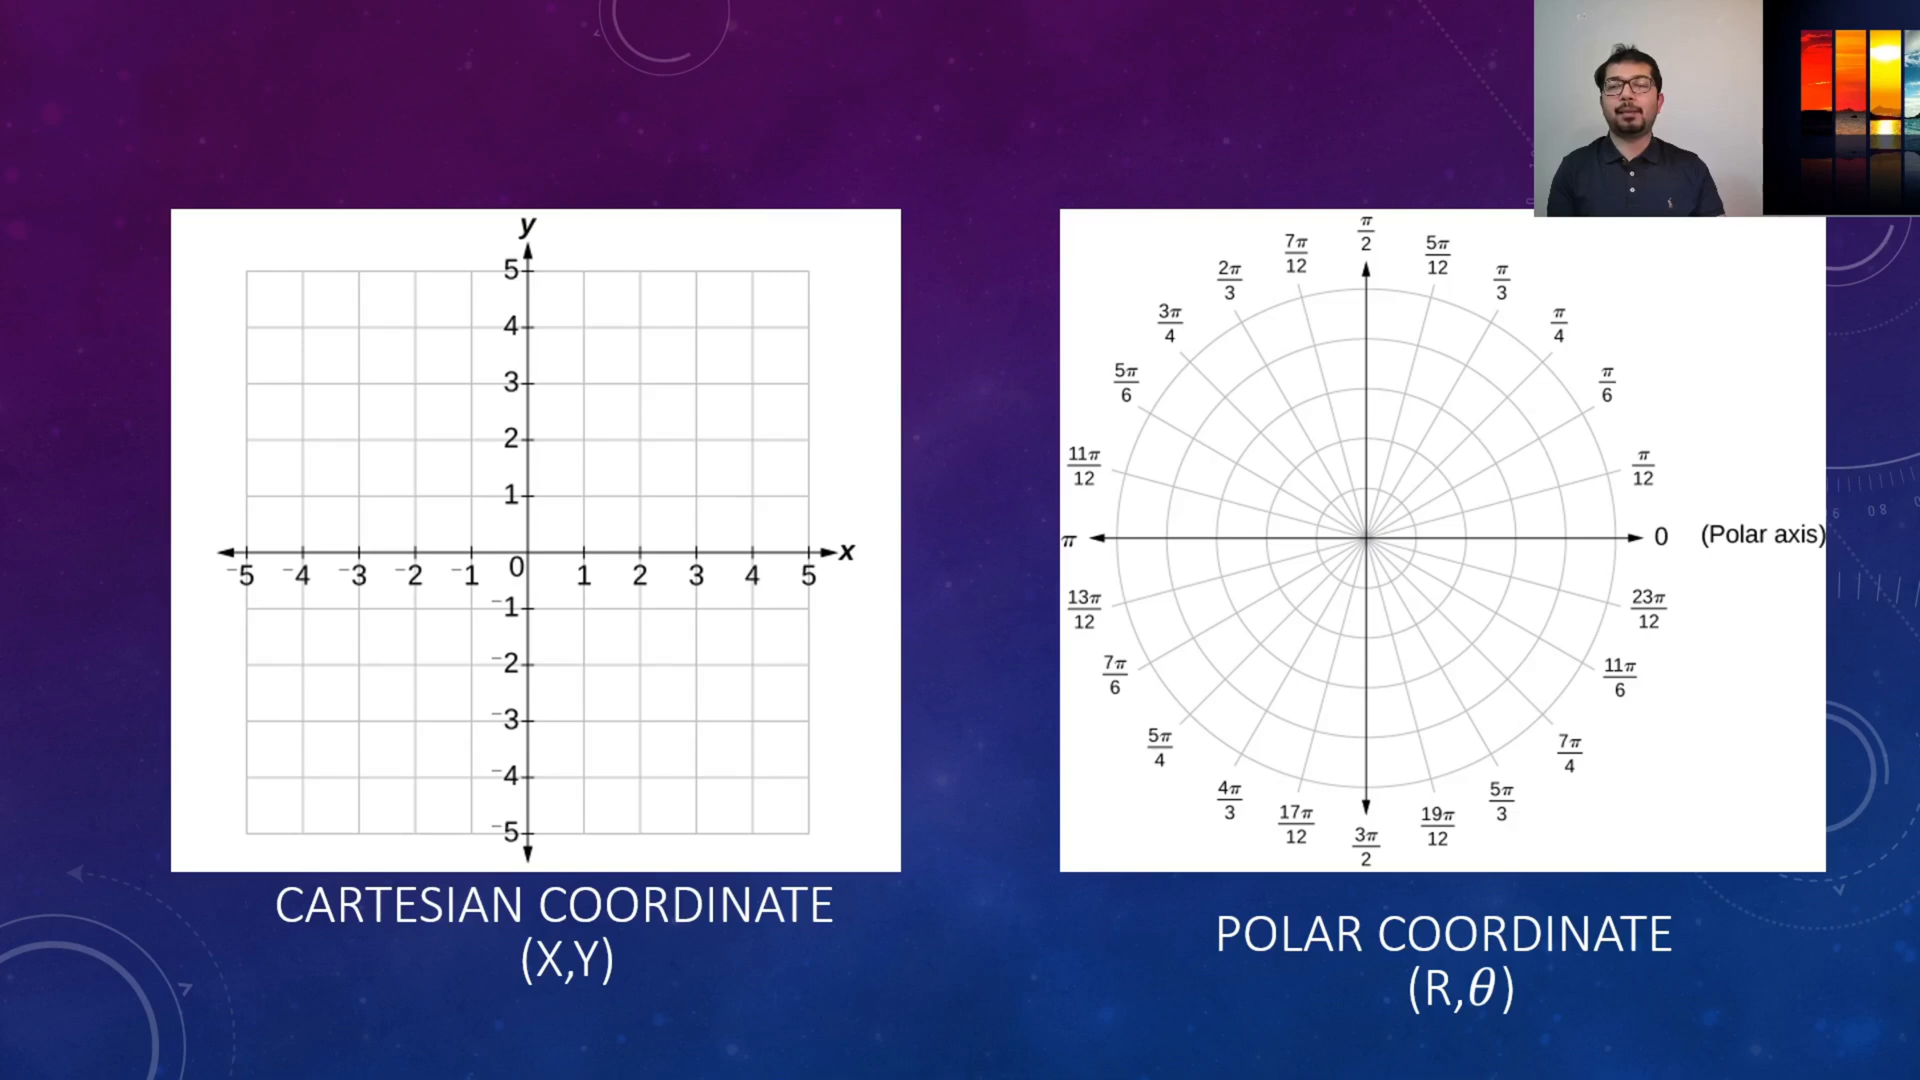 y
5
4
3
2
1
0
-5 -4 -3 -2 -1 1 2 3 4 5 x
-1
-2
-3
-4
-5
CARTESIAN COORDINATE
(X,Y)
π/2
7π/12 5π/12
2π/3 π/3
3π/4 π/4
5π/6 π/6
11π/12 π/12
π 0 (Polar axis)
13π/12 23π/12
7π/6 11π/6
5π/4 7π/4
4π/3 5π/3
17π/12 19π/12
3π/2
POLAR COORDINATE
(R,θ)
80